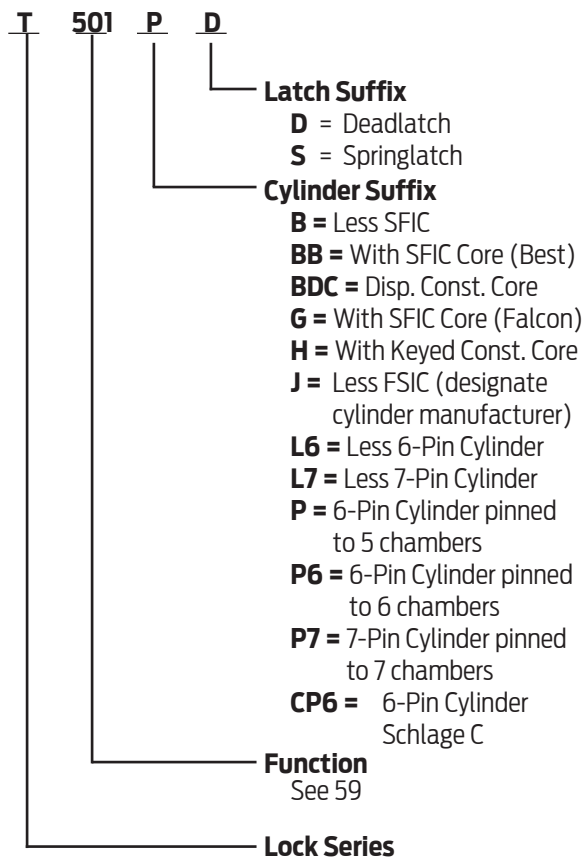 T 501 P D
Latch Suffix
D = Deadlatch
S = Springlatch
Cylinder Suffix
B = Less SFIC
BB = With SFIC Core (Best)
BDC = Disp. Const. Core
G = With SFIC Core (Falcon)
H = With Keyed Const. Core
J = Less FSIC (designate
cylinder manufacturer)
L6 = Less 6-Pin Cylinder
L7 = Less 7-Pin Cylinder
P = 6-Pin Cylinder pinned
to 5 chambers
P6 = 6-Pin Cylinder pinned
to 6 chambers
P7 = 7-Pin Cylinder pinned
to 7 chambers
CP6 = 6-Pin Cylinder
Schlage C
Function
See 59
Lock Series